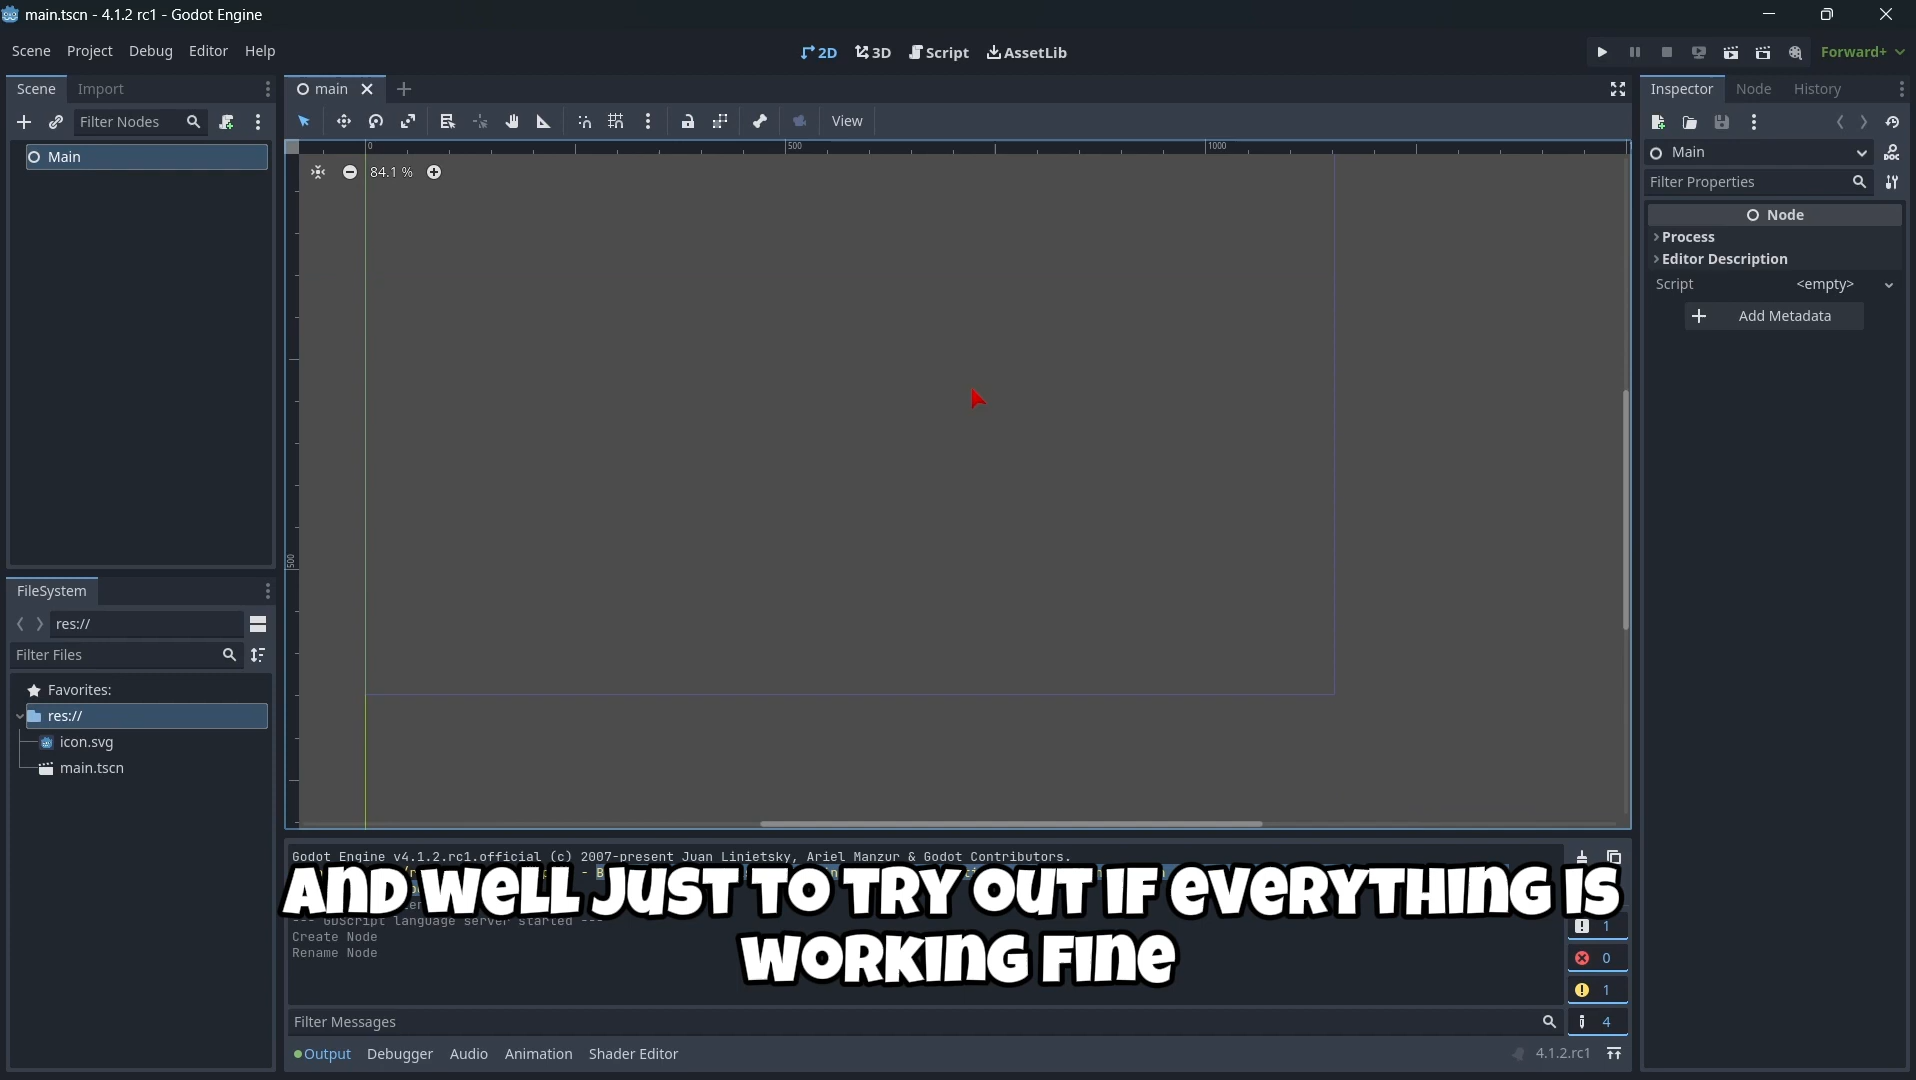 main.tscn - 4.1.2 rc1 - Godot Engine
Scene Project Debug Editor Help
2D 3D Script AssetLib
Forward+
Scene Import
Filter Nodes
Main
main
View
0 500 1000
500
84.1 %
FileSystem
res://
Filter Files
Favorites:
res://
icon.svg
main.tscn
Inspector Node History
Main
DOC
Filter Properties
Node
Process
Editor Description
Script <empty>
Add Metadata
Godot Engine v4.1.2.rc1.official (c) 2007-present Juan Linietsky, Ariel Manzur & Godot Contributors.
--- GDScript language server started ---
Create Node
Rename Node
AND WELL JUST TO TRY OUT IF EVERYTHING IS
WORKING FINE
1
0
1
4
Filter Messages
Output Debugger Audio Animation Shader Editor
4.1.2.rc1